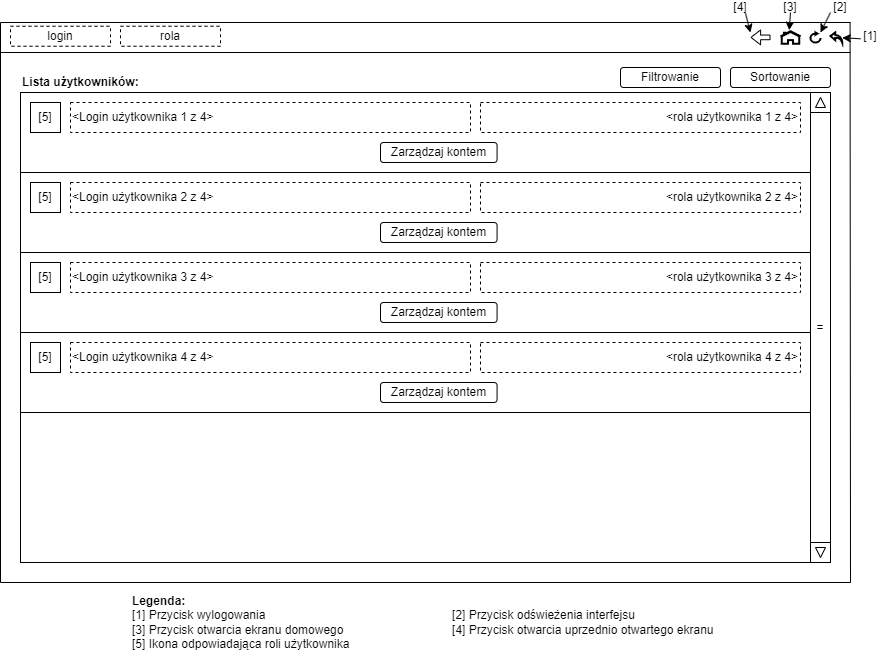 [4] [3] [2]
login rola [1]
Lista użytkowników: Filtrowanie Sortowanie
[5] <Login użytkownika 1 z 4> <rola użytkownika 1 z 4>
Zarządzaj kontem
[5] <Login użytkownika 2 z 4> <rola użytkownika 2 z 4>
Zarządzaj kontem
[5] <Login użytkownika 3 z 4> <rola użytkownika 3 z 4>
Zarządzaj kontem
=
[5] <Login użytkownika 4 z 4> <rola użytkownika 4 z 4>
Zarządzaj kontem
Legenda:
[1] Przycisk wylogowania [2] Przycisk odświeżenia interfejsu
[3] Przycisk otwarcia ekranu domowego [4] Przycisk otwarcia uprzednio otwartego ekranu
[5] Ikona odpowiadająca roli użytkownika